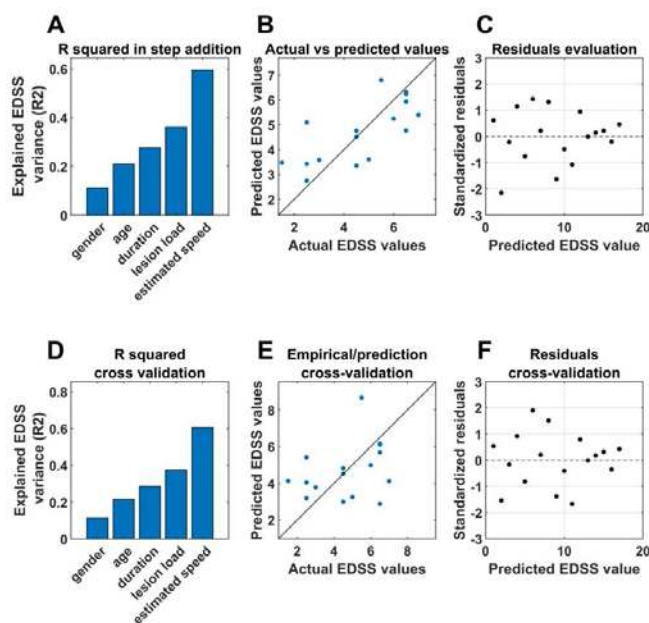 A
R squared in step addition
Explained EDSS
variance (R2)
0.6
0.4
0.2
0
gender
age
duration
lesion load
estimated speed
B
Actual vs predicted values
Predicted EDSS values
7
6
5
4
3
2
2
4
6
Actual EDSS values
C
Residuals evaluation
Standardized residuals
3
2
1
0
-1
-2
-3
0
10
20
Predicted EDSS value
D
R squared
cross validation
Explained EDSS
variance (R2)
0.8
0.6
0.4
0.2
0
gender
age
duration
lesion load
estimated speed
E
Empirical/prediction
cross-validation
Predicted EDSS values
8
6
4
2
2
4
6
8
Actual EDSS values
F
Residuals
cross-validation
Standardized residuals
3
2
1
0
-1
-2
-3
0
10
20
Predicted EDSS value